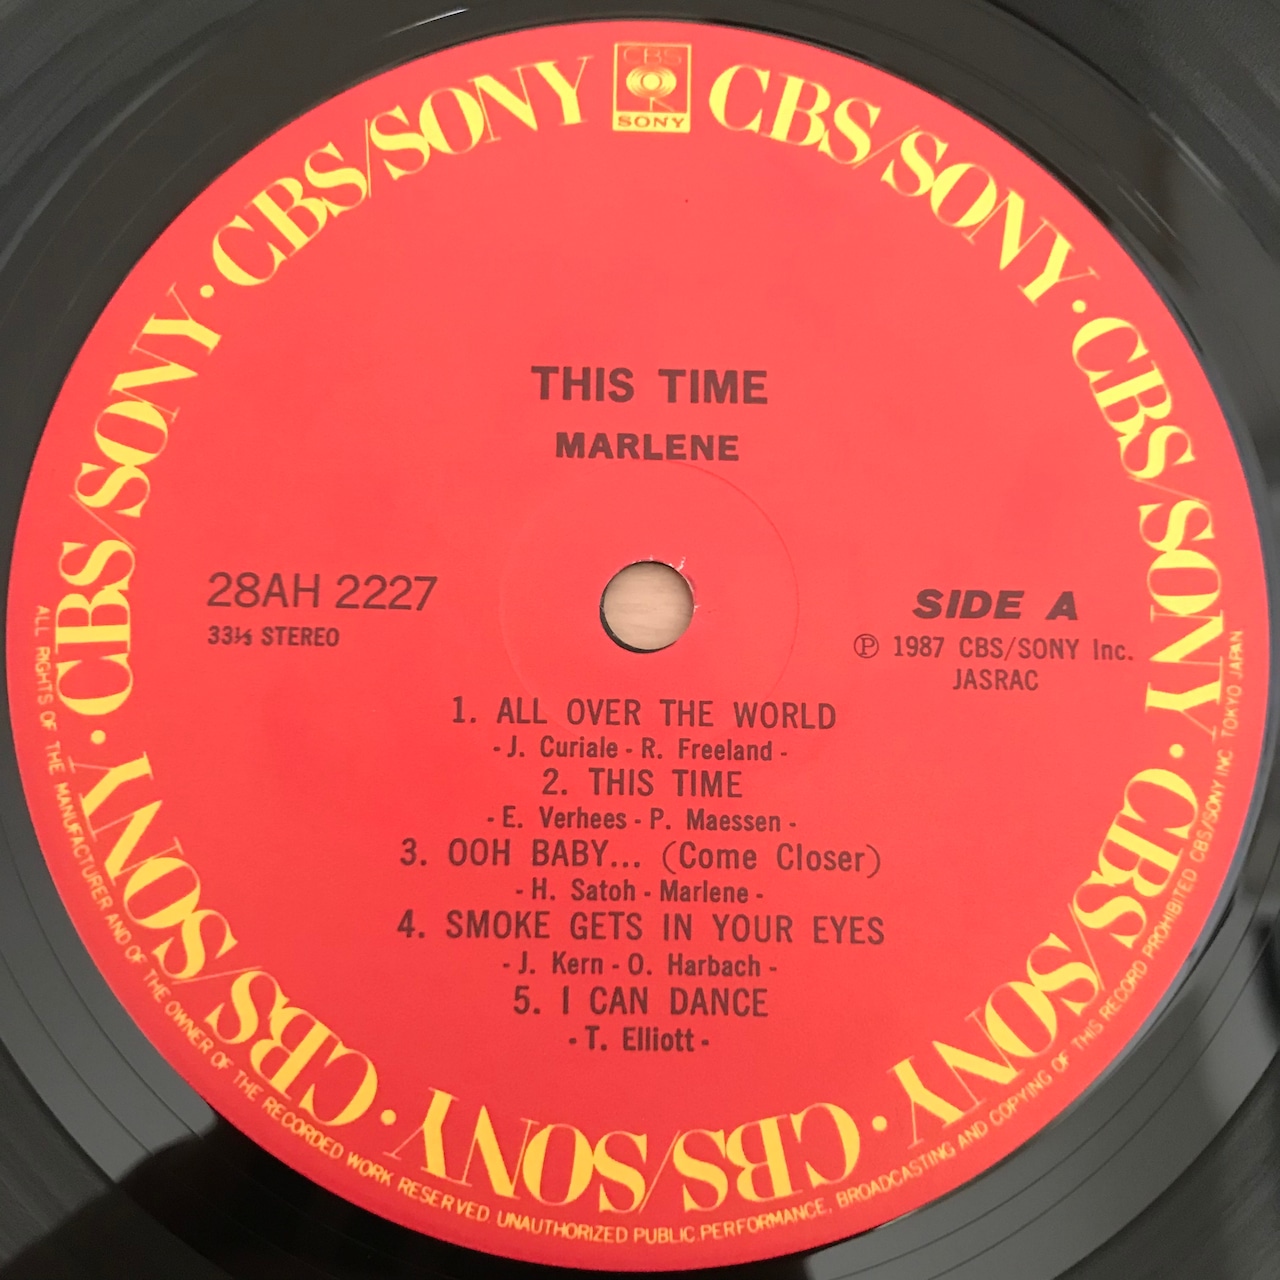 CBS
SONY
CBS/SONY · CBS/SONY · CBS/SONY · CBS/SONY · CBS/SONY · CBS/SONY · CBS/SONY · CBS/SONY
THIS TIME
MARLENE
28AH 2227
33⅓ STEREO
SIDE A
Ⓟ 1987 CBS/SONY Inc.
JASRAC
1. ALL OVER THE WORLD
- J. Curiale - R. Freeland -
2. THIS TIME
- E. Verhees - P. Maessen -
3. OOH BABY... (Come Closer)
- H. Satoh - Marlene -
4. SMOKE GETS IN YOUR EYES
- J. Kern - O. Harbach -
5. I CAN DANCE
- T. Elliott -
ALL RIGHTS OF THE MANUFACTURER AND OF THE OWNER OF THE RECORDED WORK RESERVED. UNAUTHORIZED PUBLIC PERFORMANCE, BROADCASTING AND COPYING OF THIS RECORD PROHIBITED CBS/SONY INC. TOKYO JAPAN